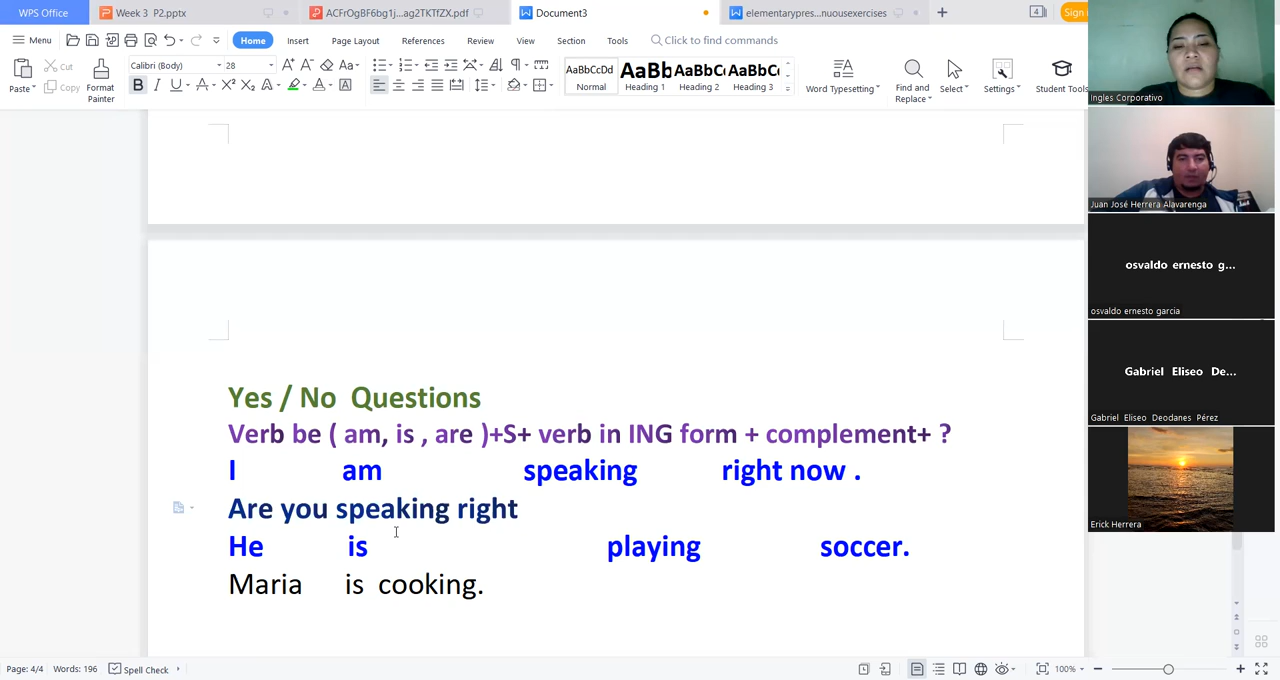 WPS Office
Week 3 P2.pptx
ACFrOgBF6bg1j...ag2TKTfZX.pdf
Document3
elementarypres...nuousexercises
4
Sign
Menu
Home
Insert
Page Layout
References
Review
View
Section
Tools
Click to find commands
Paste
Cut
Copy
Format Painter
Calibri (Body)
28
AaBbCcDd
Normal
AaBb
Heading 1
AaBbC
Heading 2
AaBbC
Heading 3
Word Typesetting
Find and Replace
Select
Settings
Student Tools
Yes / No Questions
Verb be ( am, is , are )+S+ verb in ING form + complement+ ?
I am speaking right now .
Are you speaking right
He is playing soccer.
Maria is cooking.
Ingles Corporativo
Juan José Herrera Alavarenga
osvaldo ernesto g...
osvaldo ernesto garcia
Gabriel Eliseo De...
Gabriel Eliseo Deodanes Pérez
Erick Herrera
Page: 4/4
Words: 196
Spell Check
100%